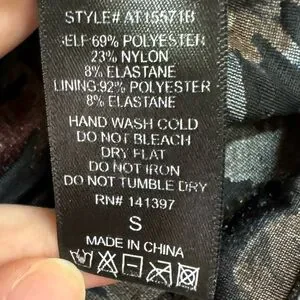 STYLE# AT15571B
SELF:69% POLYESTER
23% NYLON
8% ELASTANE
LINING:92% POLYESTER
8% ELASTANE
HAND WASH COLD
DO NOT BLEACH
DRY FLAT
DO NOT IRON
DO NOT TUMBLE DRY
RN# 141397
S
MADE IN CHINA